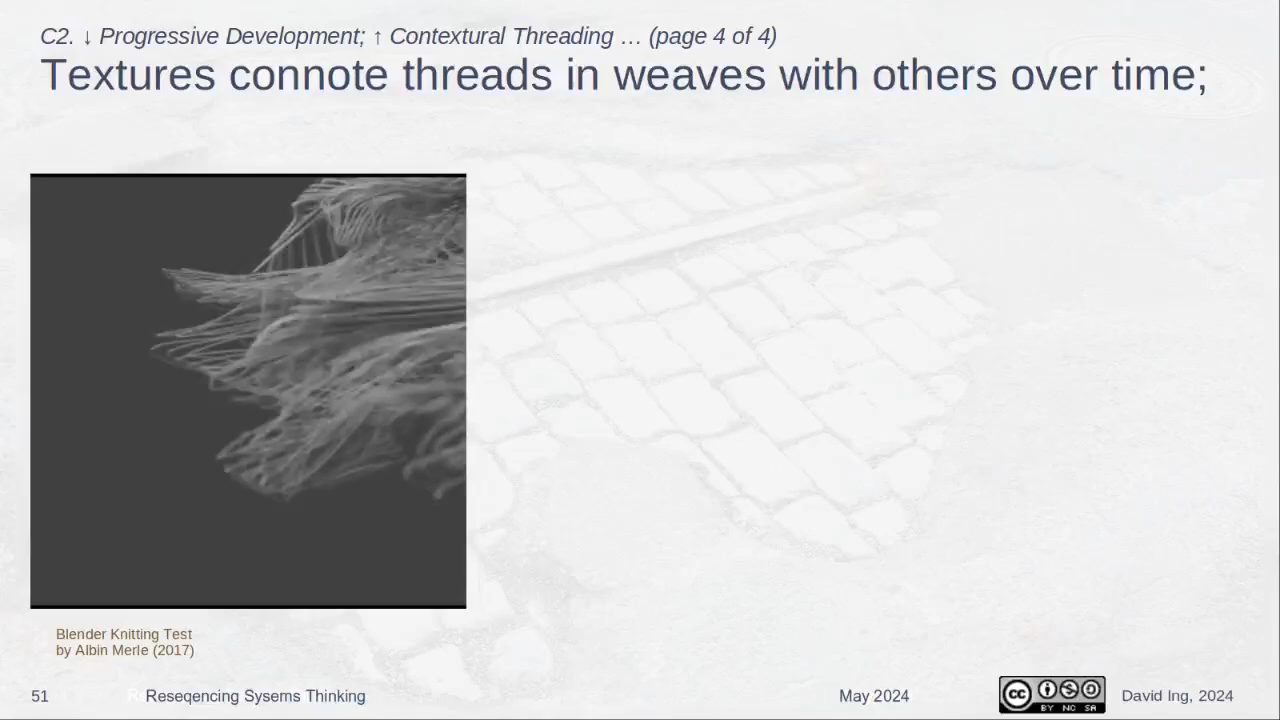 C2. ↓ Progressive Development; ↑ Contextural Threading … (page 4 of 4)
Textures connote threads in weaves with others over time;
Blender Knitting Test
by Albin Merle (2017)
51
Reseqencing Sysems Thinking
May 2024
cc
BY NC SA
David Ing, 2024